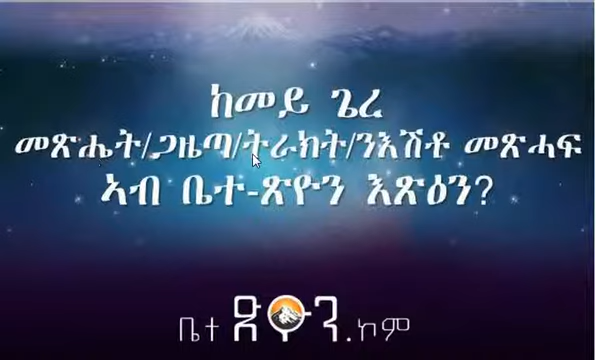 ከመይ ጌረ
መጽሔት/ጋዜጣ/ትራክት/ንእሽቶ መጽሓፍ
ኣብ ቤተ-ጽዮን እጽዕን?
ቤተ ጽዮን.ኮም